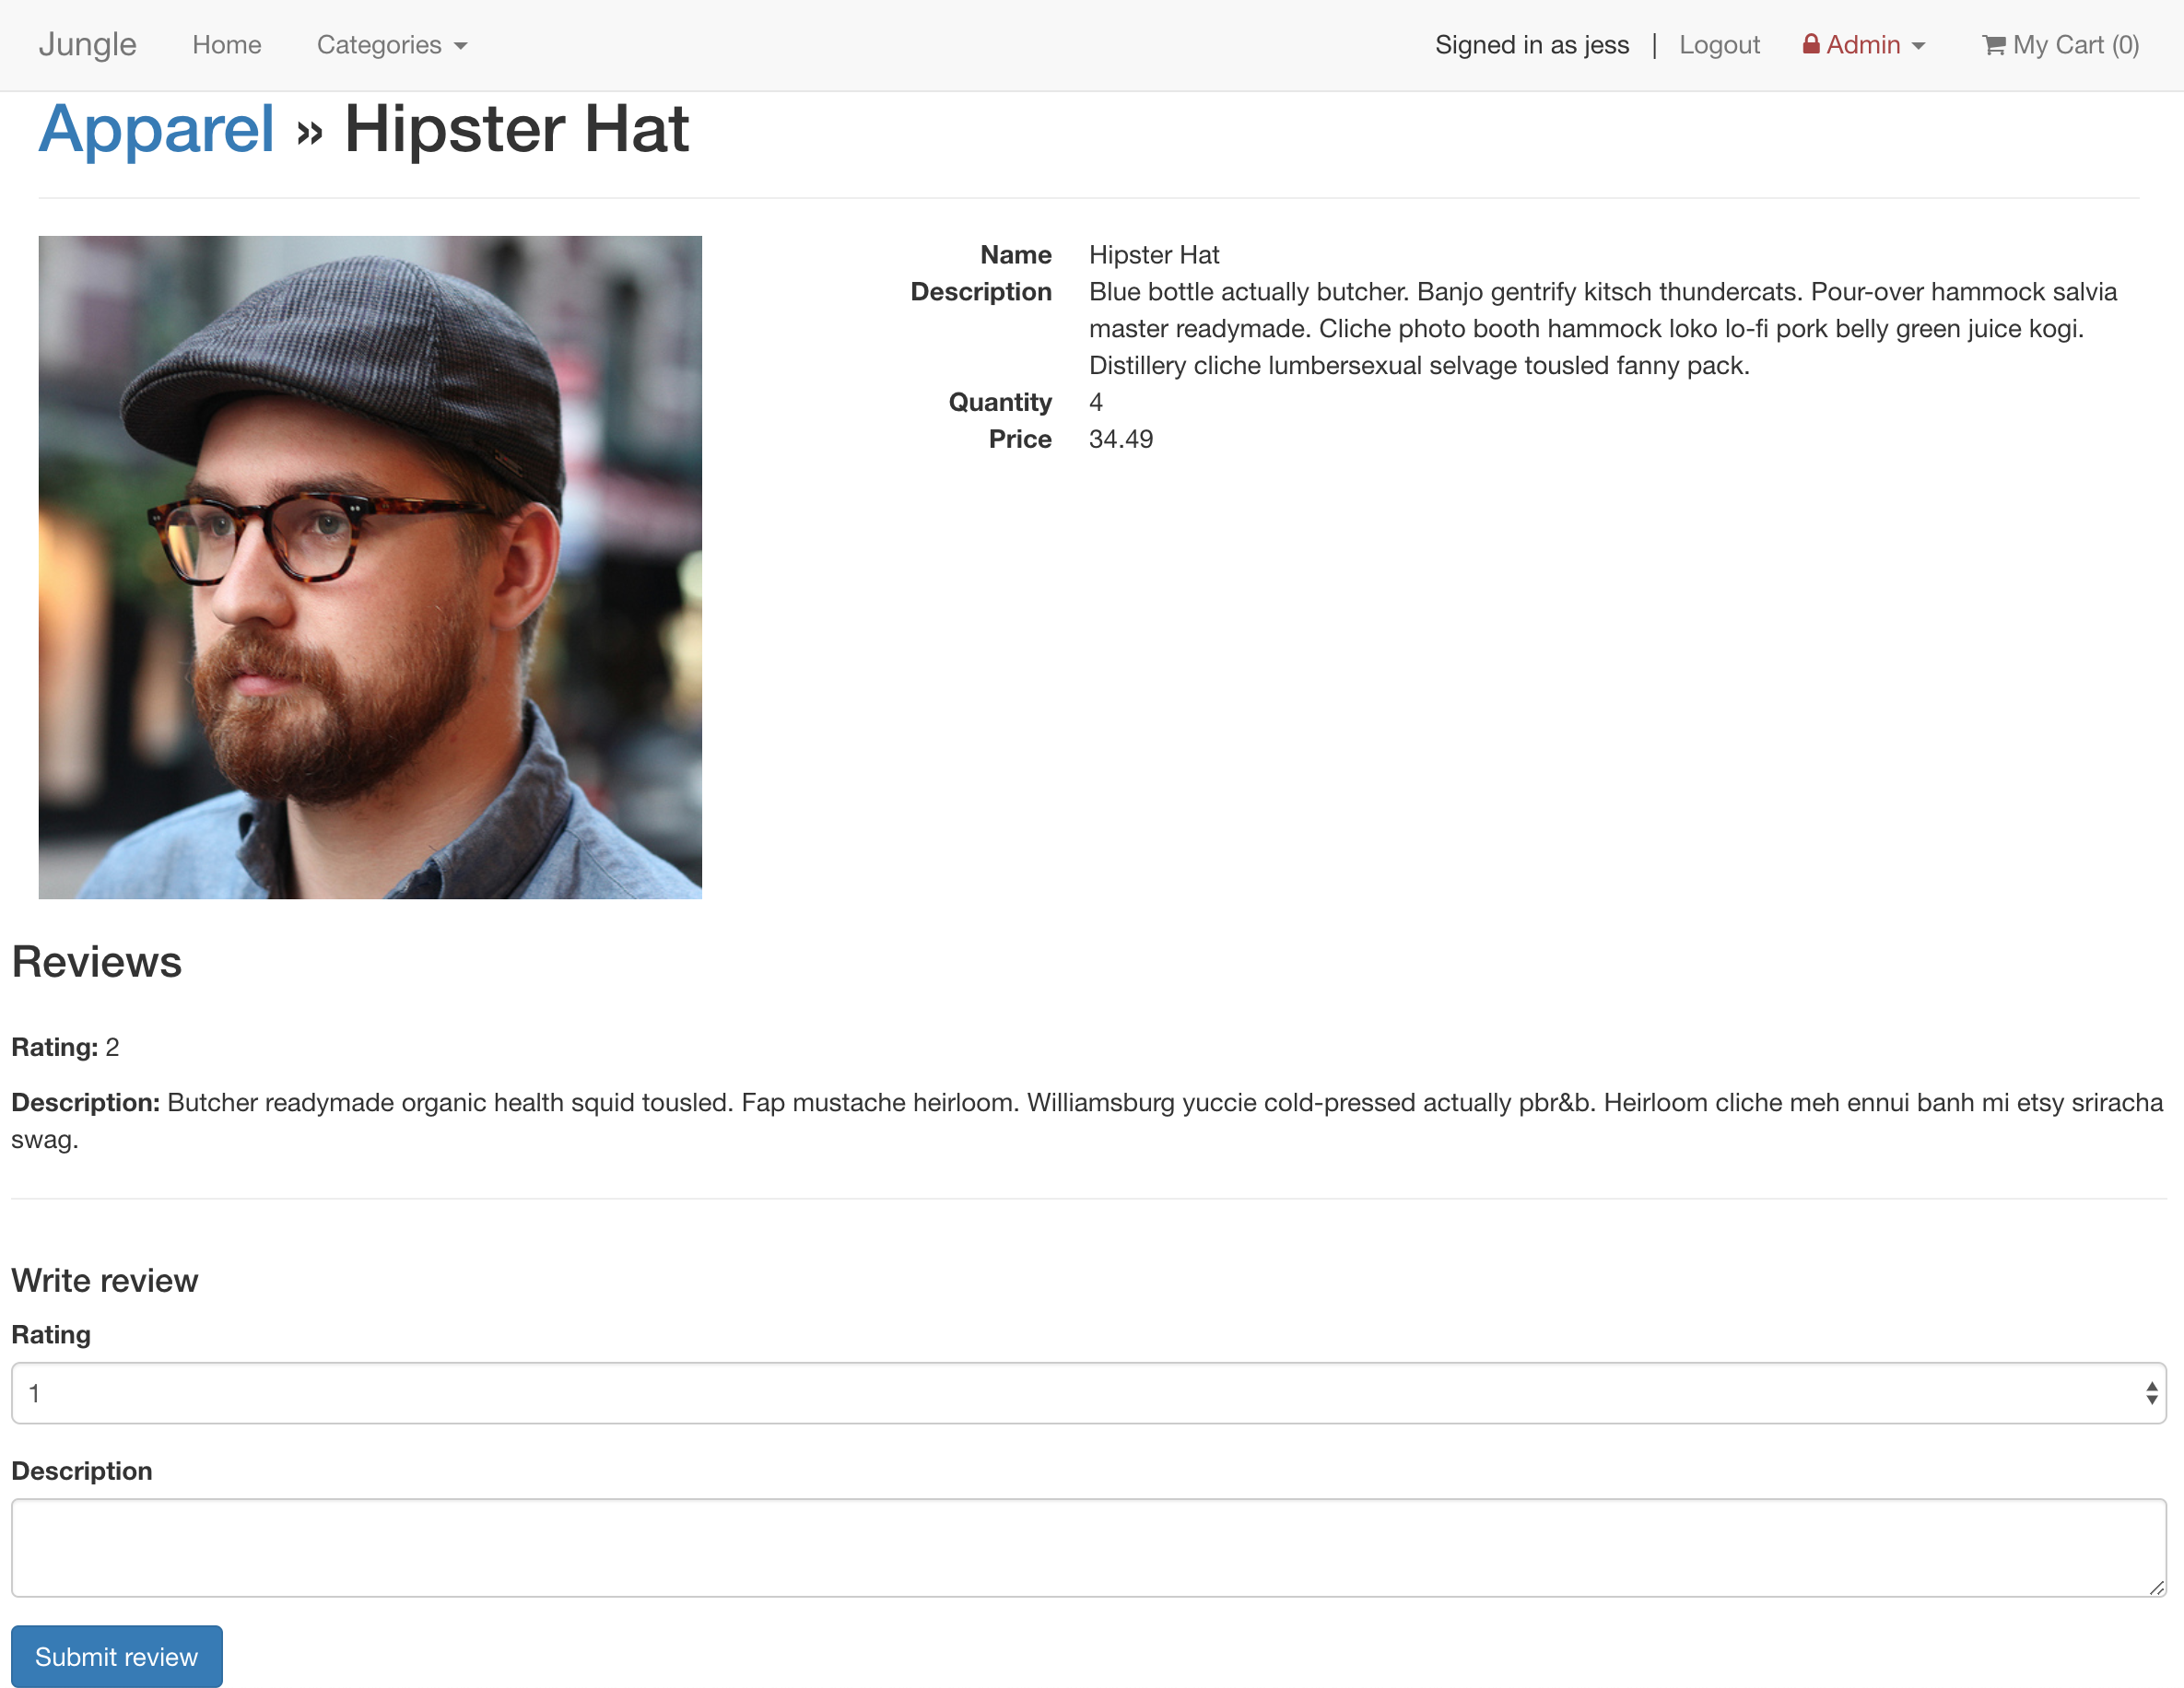 Jungle Home Categories Signed in as jess | Logout Admin My Cart (0)
Apparel » Hipster Hat
Name Hipster Hat
Description Blue bottle actually butcher. Banjo gentrify kitsch thundercats. Pour-over hammock salvia
master readymade. Cliche photo booth hammock loko lo-fi pork belly green juice kogi.
Distillery cliche lumbersexual selvage tousled fanny pack.
Quantity 4
Price 34.49
Reviews
Rating: 2
Description: Butcher readymade organic health squid tousled. Fap mustache heirloom. Williamsburg yuccie cold-pressed actually pbr&b. Heirloom cliche meh ennui banh mi etsy sriracha
swag.
Write review
Rating
1
Description
Submit review